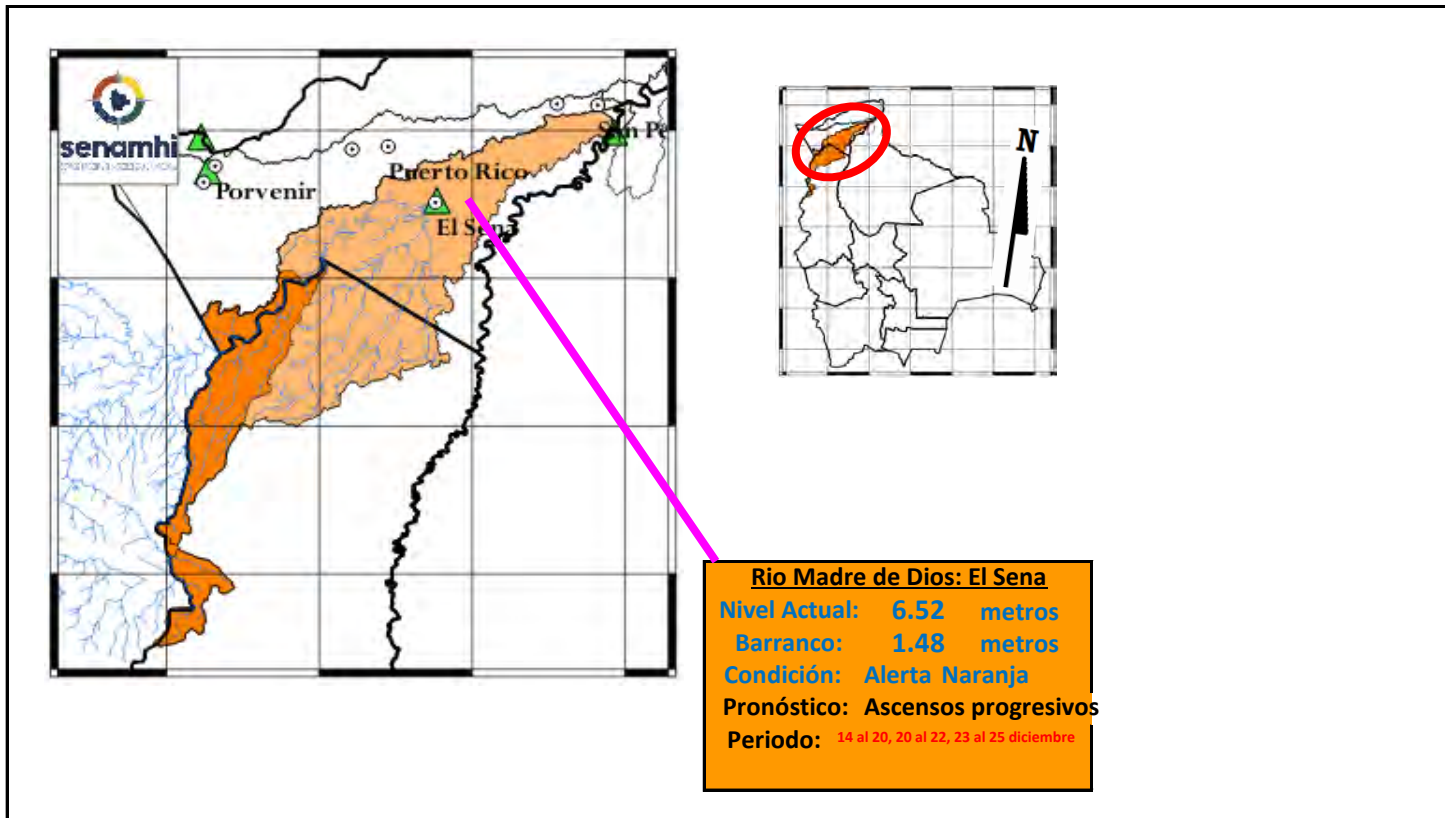 senamhi
Porvenir
Puerto Rico
El Sena
San Pe
N
Rio Madre de Dios: El Sena
Nivel Actual: 6.52 metros
Barranco: 1.48 metros
Condición: Alerta Naranja
Pronóstico: Ascensos progresivos
Periodo: 14 al 20, 20 al 22, 23 al 25 diciembre